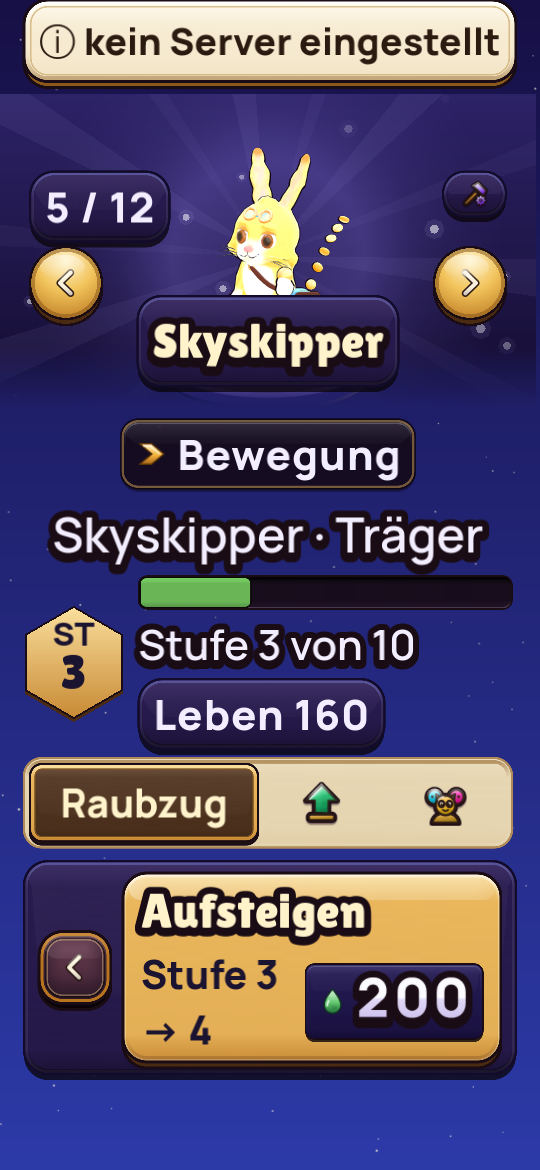 ⓘ kein Server eingestellt
5 / 12
Skyskipper
Bewegung
Skyskipper · Träger
ST
3
Stufe 3 von 10
Leben 160
Raubzug
Aufsteigen
Stufe 3
→ 4
200